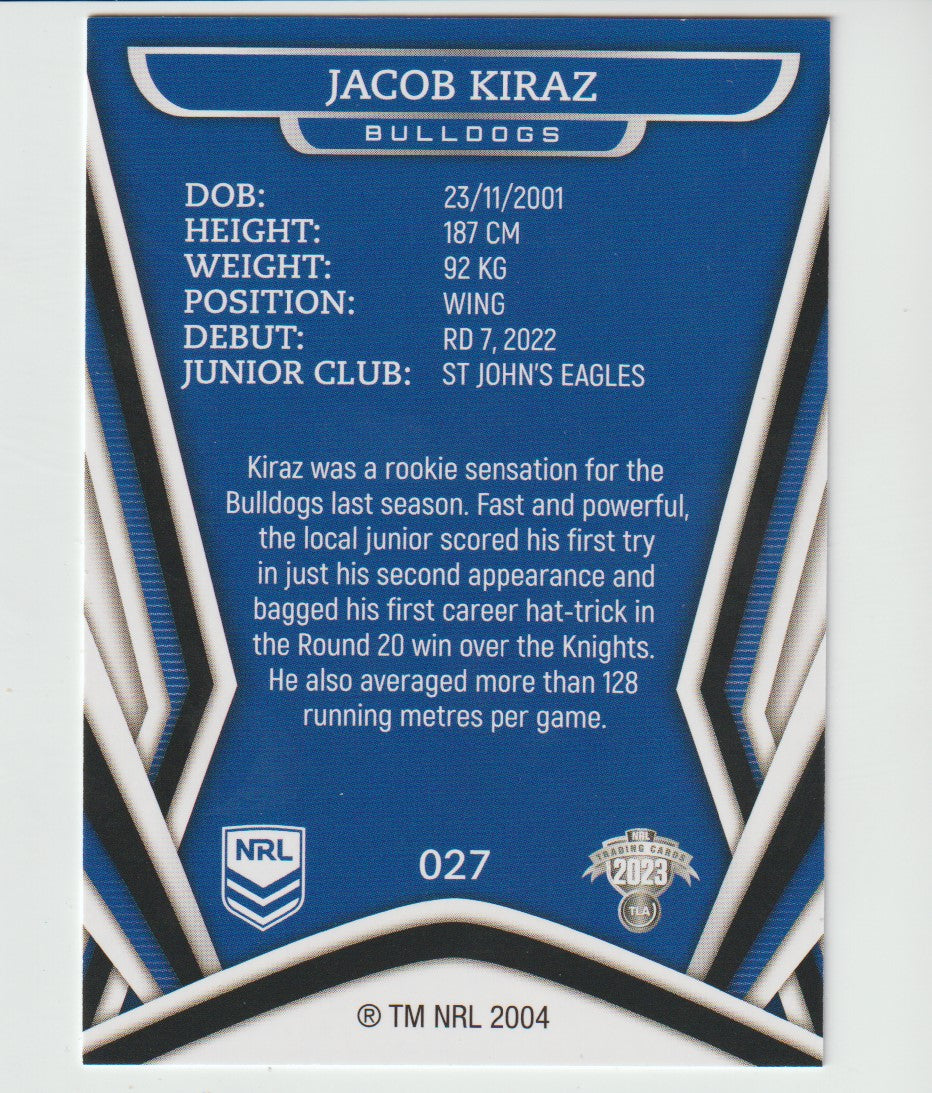 JACOB KIRAZ
BULLDOGS
DOB: 23/11/2001
HEIGHT: 187 CM
WEIGHT: 92 KG
POSITION: WING
DEBUT: RD 7, 2022
JUNIOR CLUB: ST JOHN'S EAGLES
Kiraz was a rookie sensation for the
Bulldogs last season. Fast and powerful,
the local junior scored his first try
in just his second appearance and
bagged his first career hat-trick in
the Round 20 win over the Knights.
He also averaged more than 128
running metres per game.
NRL
027
NRL
TRADING CARDS
2023
TLA
® TM NRL 2004